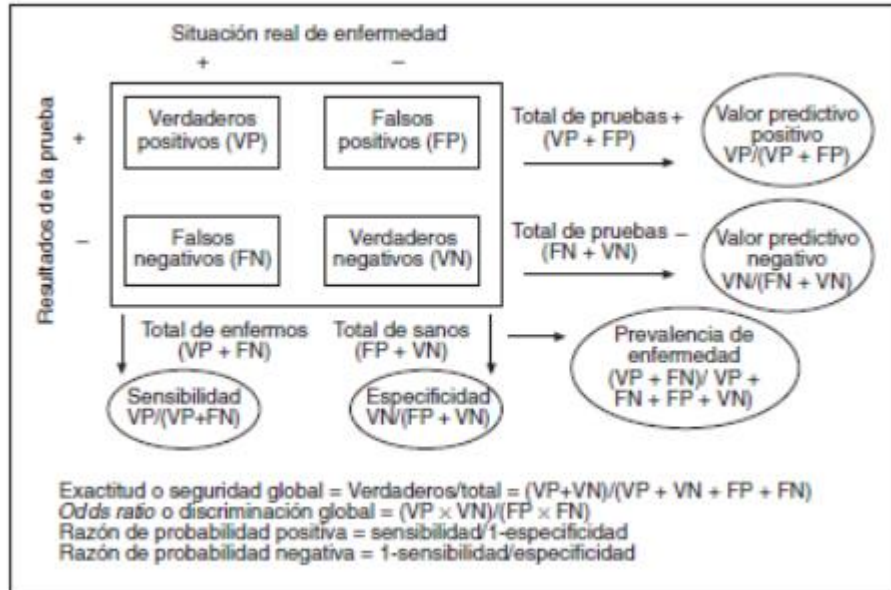 Situación real de enfermedad
+ –
Resultados de la prueba
+
Verdaderos
positivos (VP)
Falsos
positivos (FP)
Total de pruebas +
(VP + FP)
Valor predictivo
positivo
VP/(VP + FP)
–
Falsos
negativos (FN)
Verdaderos
negativos (VN)
Total de pruebas –
(FN + VN)
Valor predictivo
negativo
VN/(FN + VN)
Total de enfermos
(VP + FN)
Total de sanos
(FP + VN)
Prevalencia de
enfermedad
(VP + FN)/ VP +
FN + FP + VN)
Sensibilidad
VP/(VP+FN)
Especificidad
VN/(FP + VN)
Exactitud o seguridad global = Verdaderos/total = (VP+VN)/(VP + VN + FP + FN)
Odds ratio o discriminación global = (VP × VN)/(FP × FN)
Razón de probabilidad positiva = sensibilidad/1-especificidad
Razón de probabilidad negativa = 1-sensibilidad/especificidad